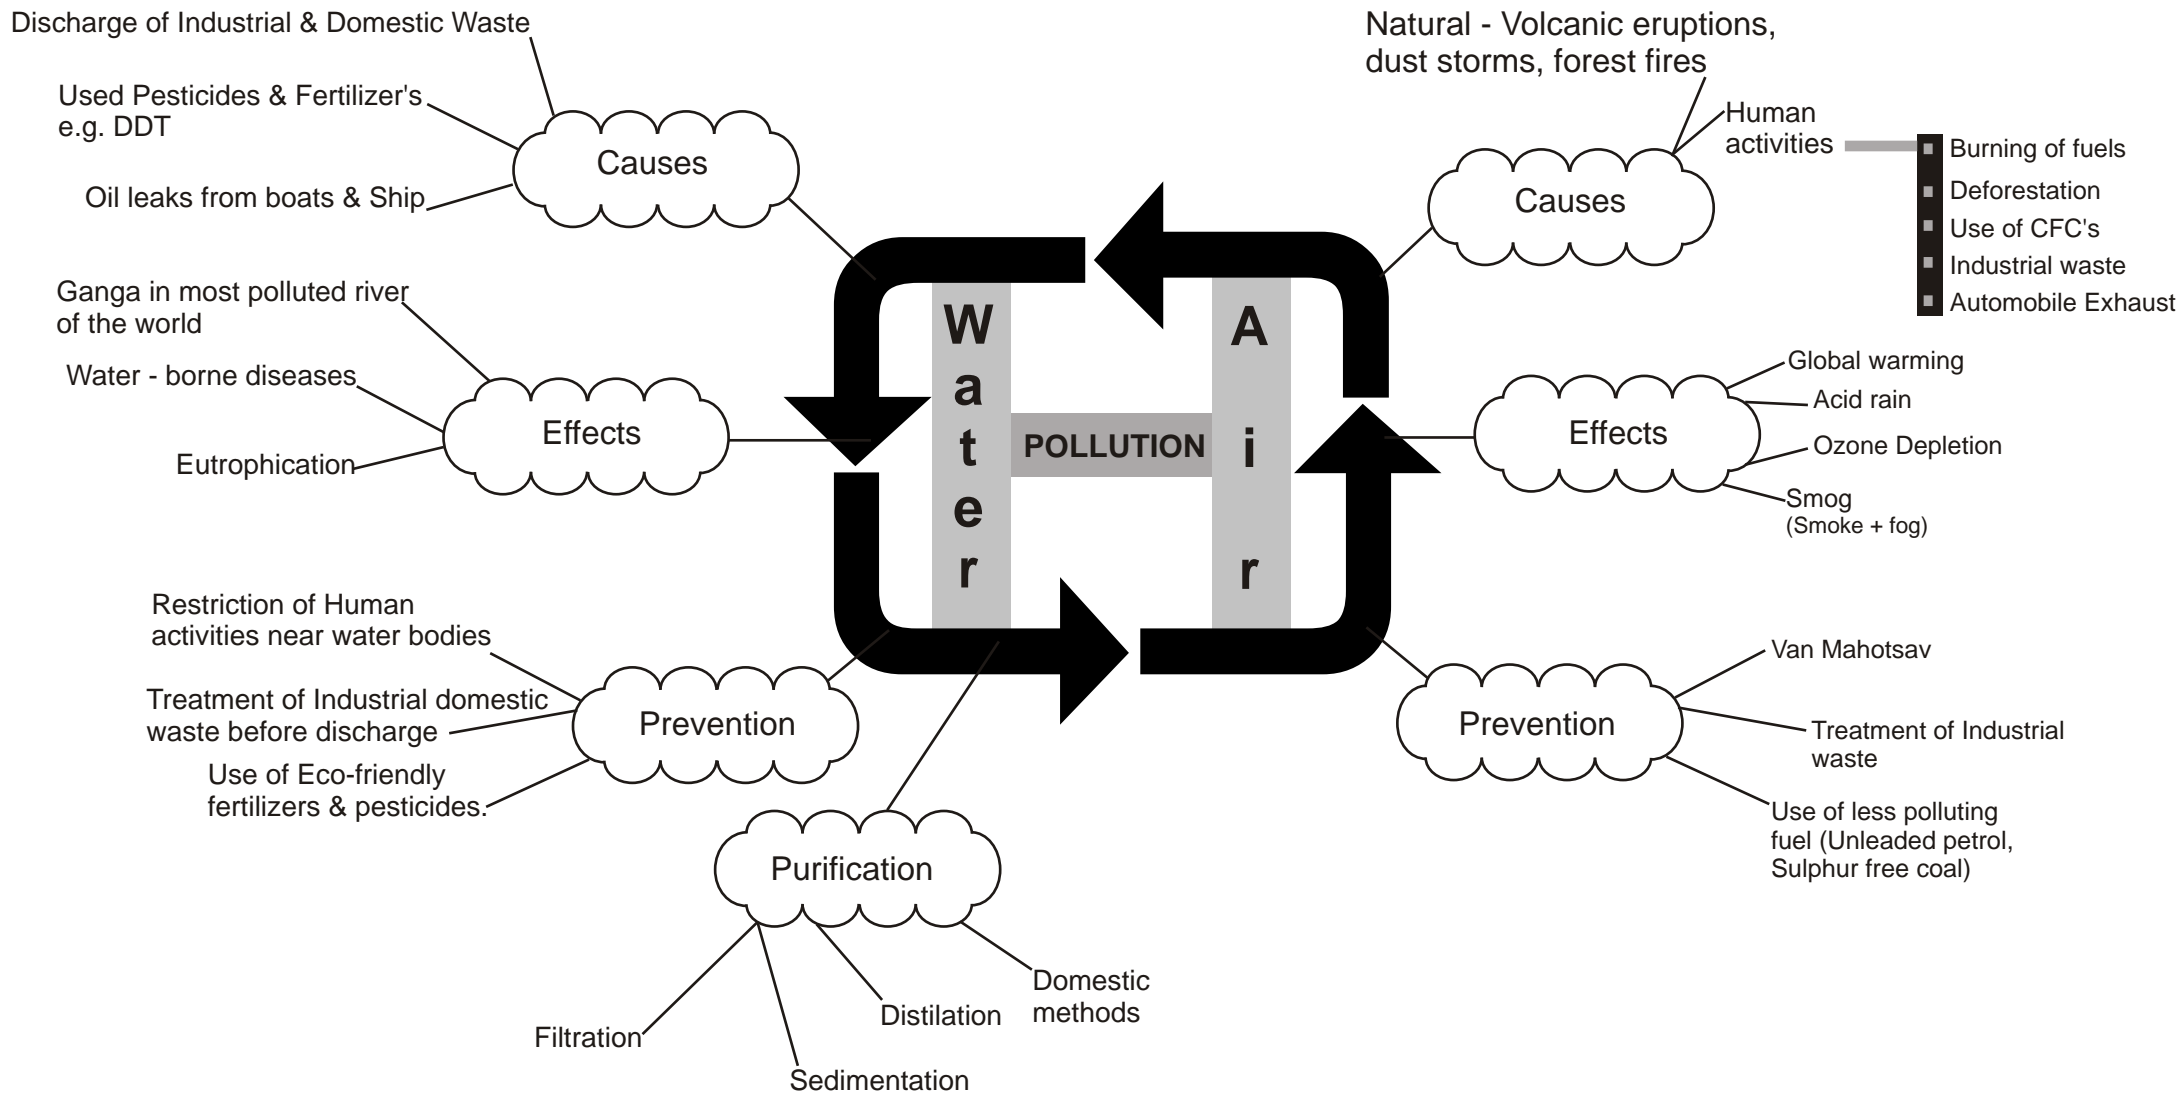 Discharge of Industrial & Domestic Waste
Used Pesticides & Fertilizer's
e.g. DDT
Oil leaks from boats & Ship
Causes
Ganga in most polluted river
of the world
Water - borne diseases
Eutrophication
Effects
Restriction of Human
activities near water bodies
Treatment of Industrial domestic
waste before discharge
Use of Eco-friendly
fertilizers & pesticides.
Prevention
Purification
Filtration
Sedimentation
Distilation
Domestic
methods
Water
POLLUTION
Air
Natural - Volcanic eruptions,
dust storms, forest fires
Human
activities
Burning of fuels
Deforestation
Use of CFC's
Industrial waste
Automobile Exhaust
Causes
Effects
Global warming
Acid rain
Ozone Depletion
Smog
(Smoke + fog)
Prevention
Van Mahotsav
Treatment of Industrial
waste
Use of less polluting
fuel (Unleaded petrol,
Sulphur free coal)